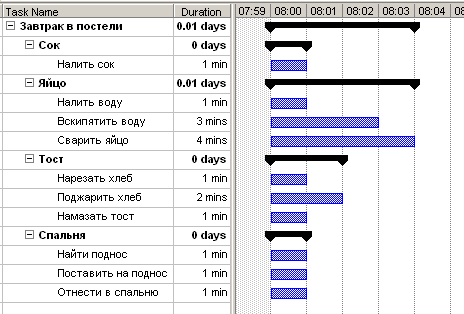 Task Name Duration 07:59 08:00 08:01 08:02 08:03 08:04 08
Завтрак в постели 0.01 days
Сок 0 days
Налить сок 1 min
Яйцо 0.01 days
Налить воду 1 min
Вскипятить воду 3 mins
Сварить яйцо 4 mins
Тост 0 days
Нарезать хлеб 1 min
Поджарить хлеб 2 mins
Намазать тост 1 min
Спальня 0 days
Найти поднос 1 min
Поставить на поднос 1 min
Отнести в спальню 1 min